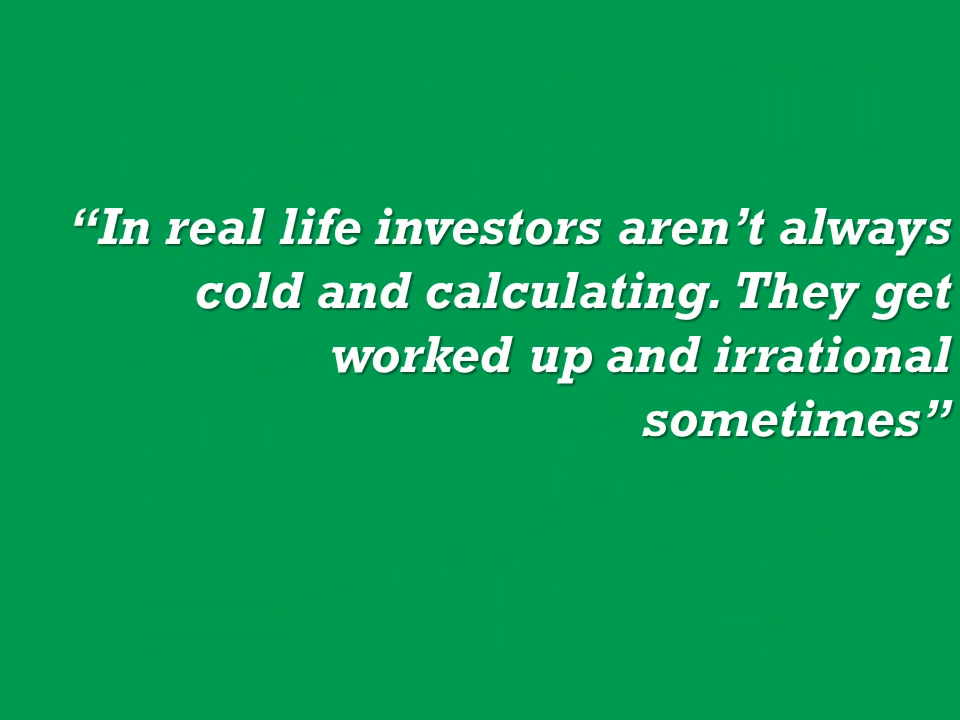 “In real life investors aren’t always
cold and calculating. They get
worked up and irrational
sometimes”